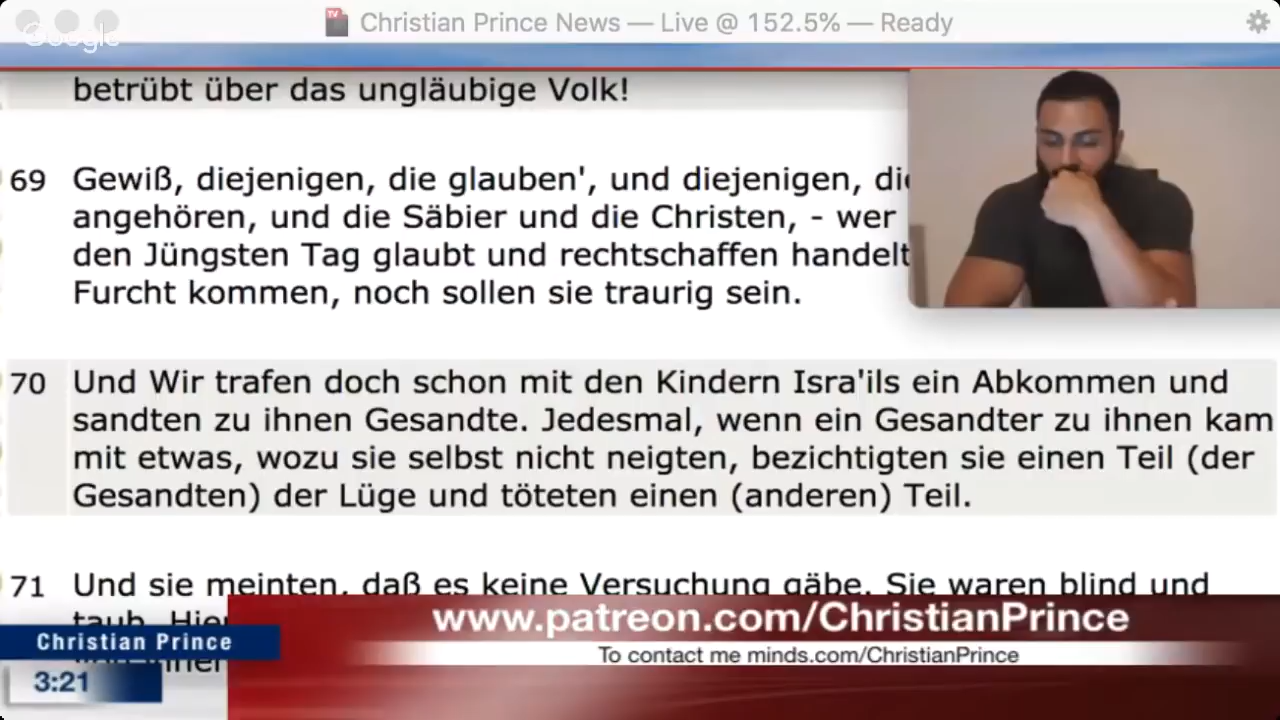 Christian Prince News — Live @ 152.5% — Ready
Google
betrübt über das ungläubige Volk!
69 Gewiß, diejenigen, die glauben', und diejenigen,
angehören, und die Säbier und die Christen, - wer
den Jüngsten Tag glaubt und rechtschaffen handelt
Furcht kommen, noch sollen sie traurig sein.
70 Und Wir trafen doch schon mit den Kindern Isra'ils ein Abkommen und
sandten zu ihnen Gesandte. Jedesmal, wenn ein Gesandter zu ihnen kam
mit etwas, wozu sie selbst nicht neigten, bezichtigten sie einen Teil (der
Gesandten) der Lüge und töteten einen (anderen) Teil.
71 Und sie meinten, daß es keine Versuchung gäbe. Sie waren blind und
taub.
www.patreon.com/ChristianPrince
Christian Prince
To contact me minds.com/ChristianPrince
3:21